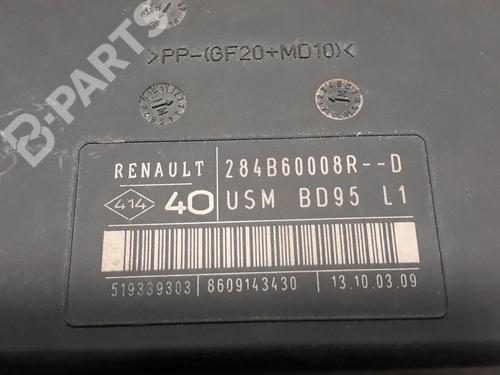 B-PARTS
>PP-(GF20+MD10)<
RENAULT 284B60008R--D
414 40 USM BD95 L1
519339303 8609143430 13.10.03.09